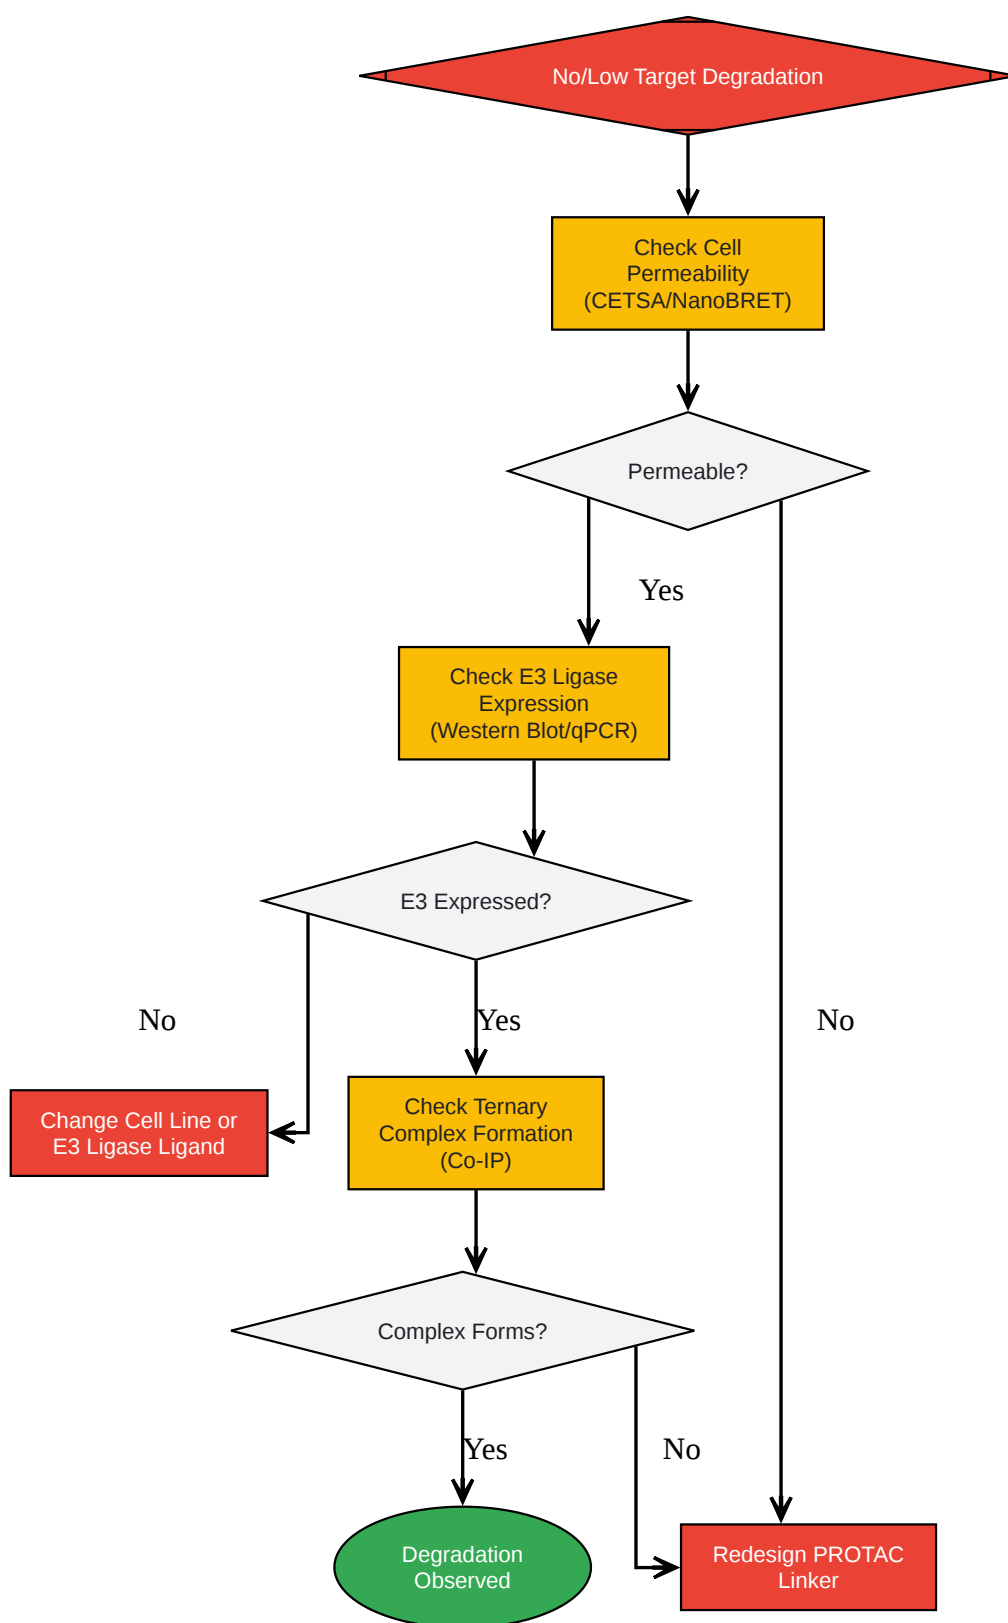 No/Low Target Degradation
Check Cell
Permeability
(CETSA/NanoBRET)
Permeable?
Yes
Check E3 Ligase
Expression
(Western Blot/qPCR)
E3 Expressed?
No
Yes
No
Change Cell Line or
E3 Ligase Ligand
Check Ternary
Complex Formation
(Co-IP)
Complex Forms?
Yes
No
Degradation
Observed
Redesign PROTAC
Linker